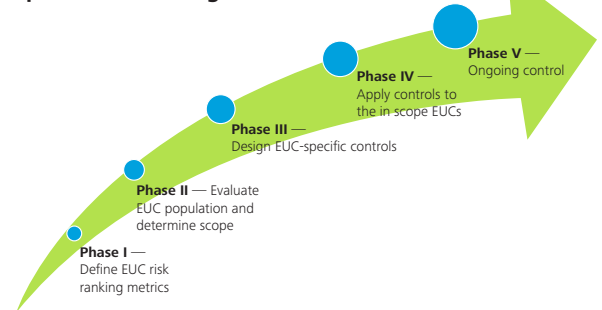 Phase V —
Ongoing control
Phase IV —
Apply controls to
the in scope EUCs
Phase III —
Design EUC-specific controls
Phase II — Evaluate
EUC population and
determine scope
Phase I —
Define EUC risk
ranking metrics